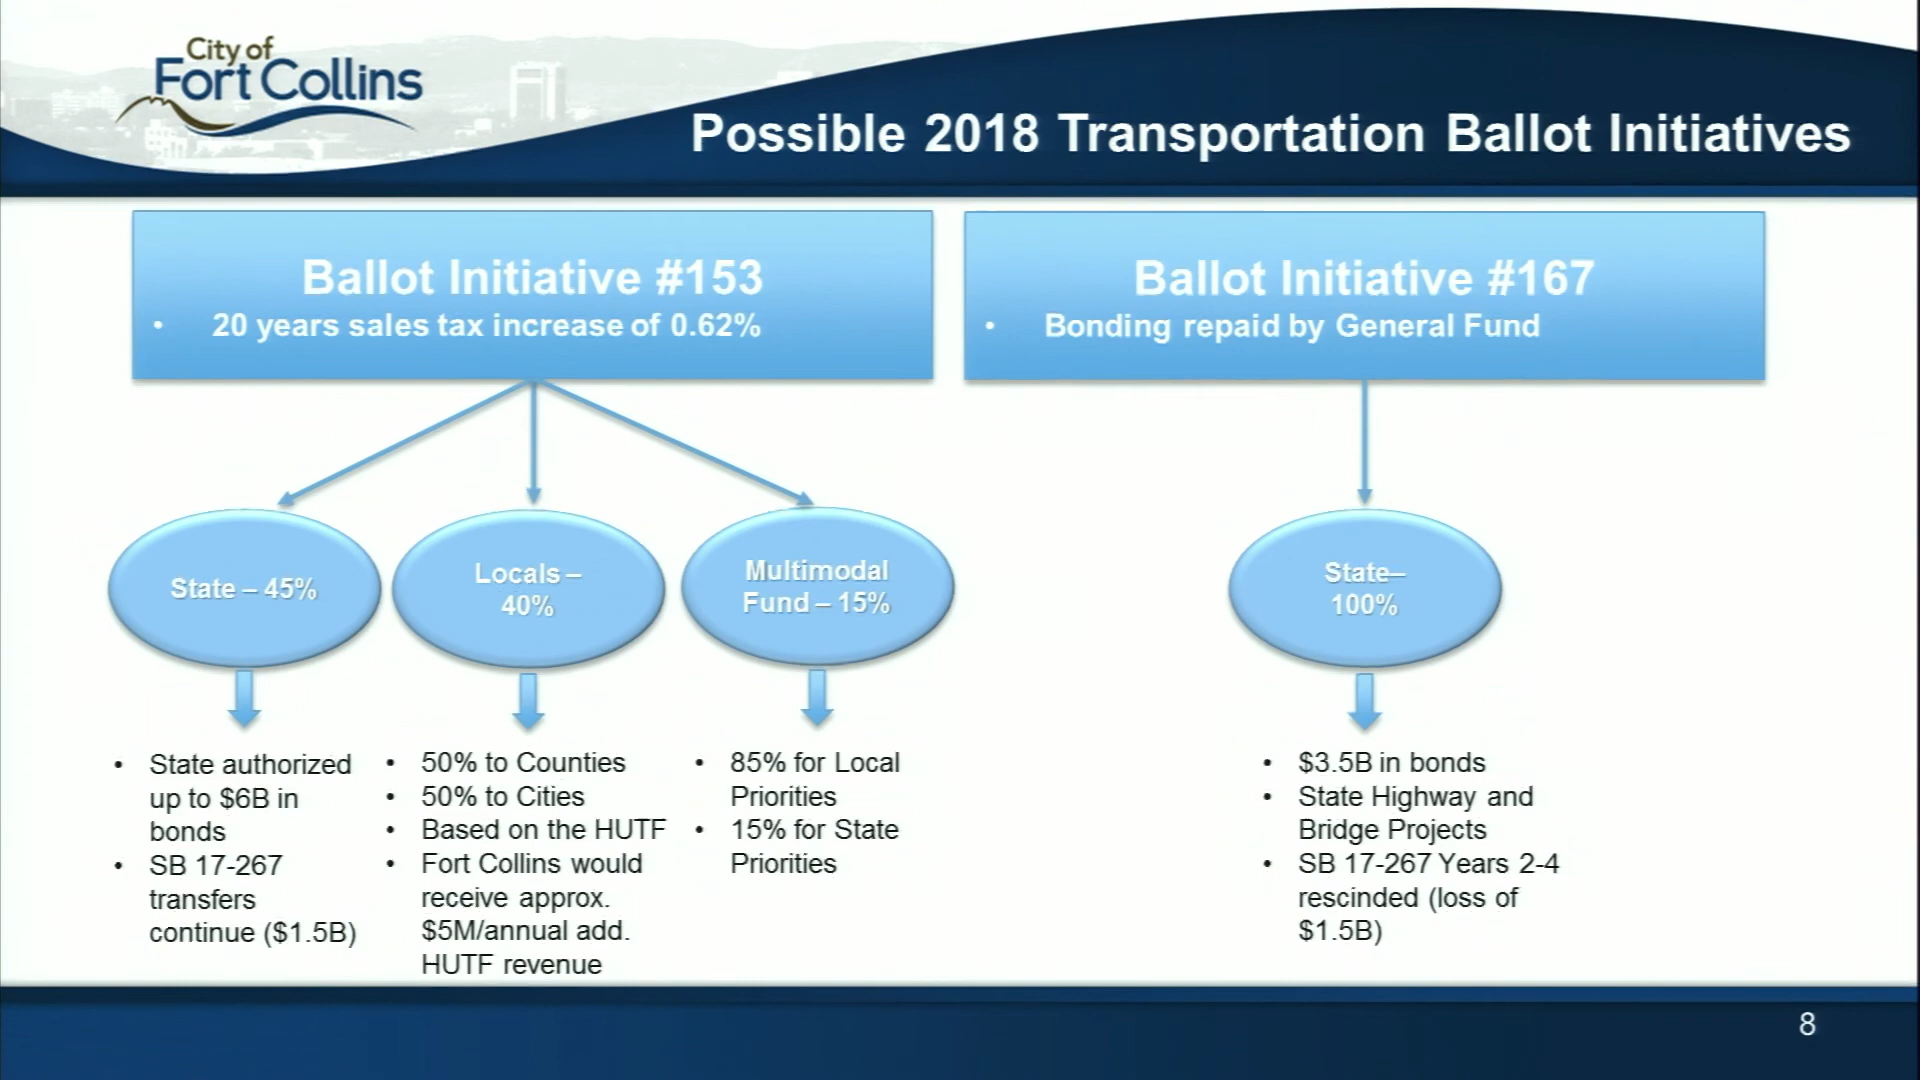 City of
Fort Collins
Possible 2018 Transportation Ballot Initiatives
Ballot Initiative #153
• 20 years sales tax increase of 0.62%
Ballot Initiative #167
• Bonding repaid by General Fund
State – 45%
Locals –
40%
Multimodal
Fund – 15%
State–
100%
• State authorized
up to $6B in
bonds
• SB 17-267
transfers
continue ($1.5B)
• 50% to Counties
• 50% to Cities
• Based on the HUTF
• Fort Collins would
receive approx.
$5M/annual add.
HUTF revenue
• 85% for Local
Priorities
• 15% for State
Priorities
• $3.5B in bonds
• State Highway and
Bridge Projects
• SB 17-267 Years 2-4
rescinded (loss of
$1.5B)
8